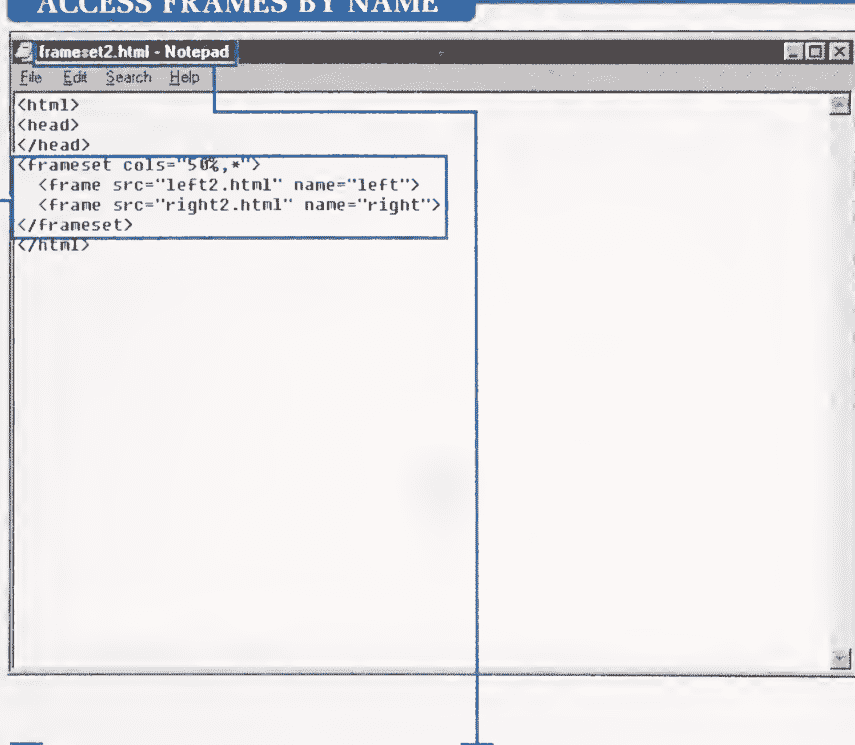 ACCESS FRAMES BY NAME
frameset2.html - Notepad
File Edit Search Help
<html>
<head>
</head>
<frameset cols="50%,*">
  <frame src="left2.html" name="left">
  <frame src="right2.html" name="right">
</frameset>
</html>